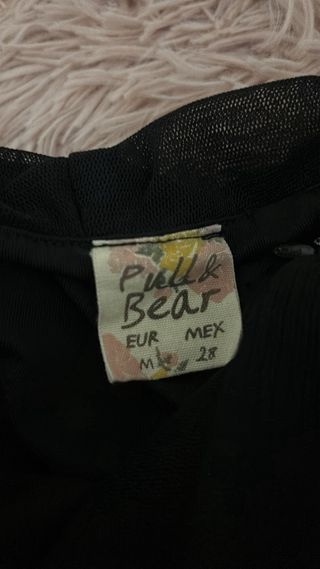 Pull &
Bear
EUR MEX
M 28